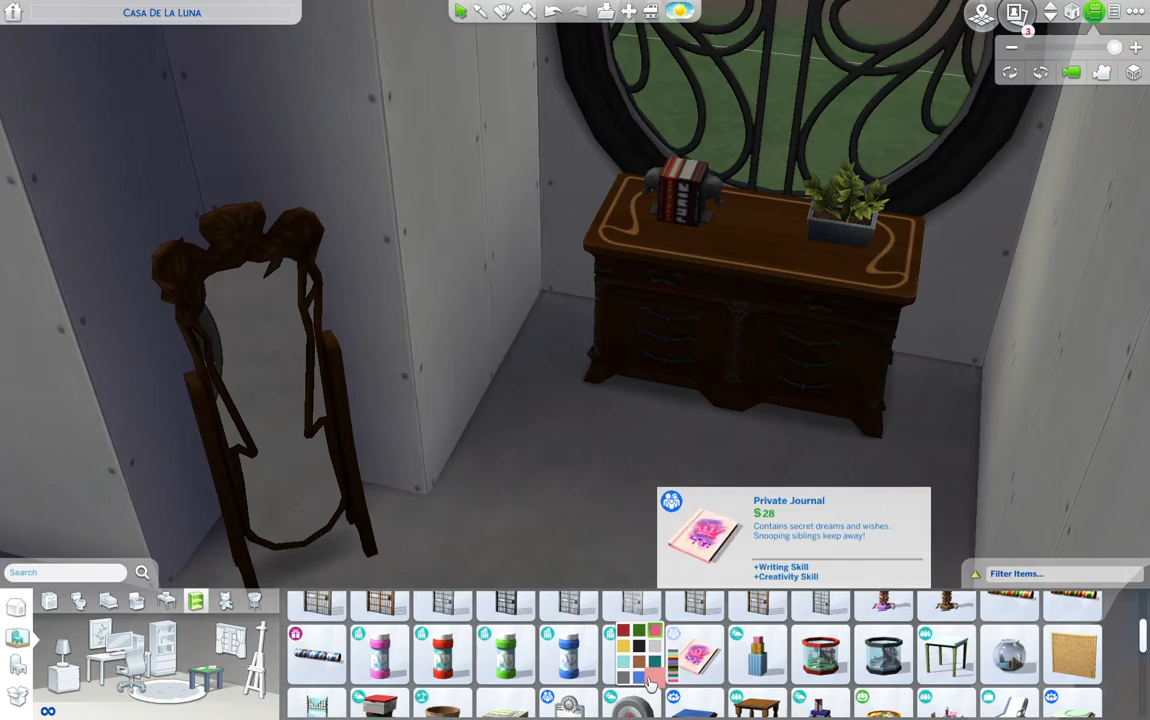 CASA DE LA LUNA
3
Private Journal
§28
Contains secret dreams and wishes.
Snooping siblings keep away!
+Writing Skill
+Creativity Skill
Search
Filter Items...